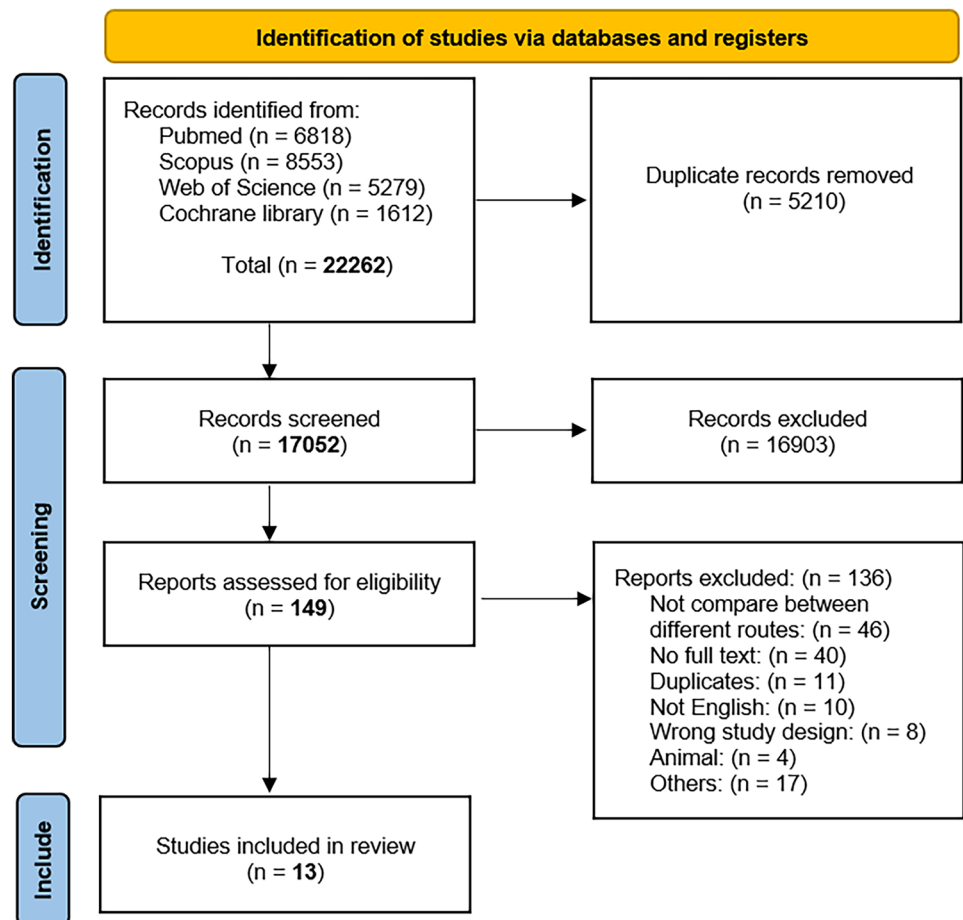 Identification of studies via databases and registers
Identification
Records identified from:
Pubmed (n = 6818)
Scopus (n = 8553)
Web of Science (n = 5279)
Cochrane library (n = 1612)
Total (n = 22262)
Duplicate records removed
(n = 5210)
Screening
Records screened
(n = 17052)
Records excluded
(n = 16903)
Reports assessed for eligibility
(n = 149)
Reports excluded: (n = 136)
Not compare between
different routes: (n = 46)
No full text: (n = 40)
Duplicates: (n = 11)
Not English: (n = 10)
Wrong study design: (n = 8)
Animal: (n = 4)
Others: (n = 17)
Include
Studies included in review
(n = 13)